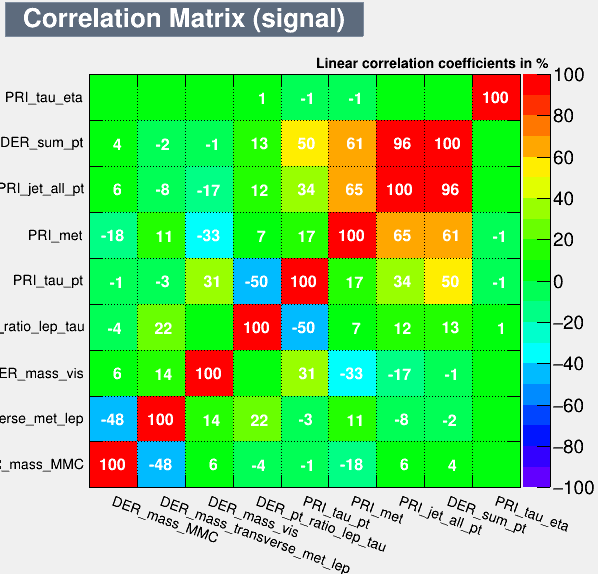 Correlation Matrix (signal)
Linear correlation coefficients in %
PRI_tau_eta 1 -1 -1 100
DER_sum_pt 4 -2 -1 13 50 61 96 100
PRI_jet_all_pt 6 -8 -17 12 34 65 100 96
PRI_met -18 11 -33 7 17 100 65 61 -1
PRI_tau_pt -1 -3 31 -50 100 17 34 50 -1
_ratio_lep_tau -4 22 100 -50 7 12 13 1
ER_mass_vis 6 14 100 31 -33 -17 -1
erse_met_lep -48 100 14 22 -3 11 -8 -2
_mass_MMC 100 -48 6 -4 -1 -18 6 4
DER_mass_MMC
DER_mass_transverse_met_lep
DER_mass_vis
DER_pt_ratio_lep_tau
PRI_tau_pt
PRI_met
PRI_jet_all_pt
DER_sum_pt
PRI_tau_eta
100
80
60
40
20
0
−20
−40
−60
−80
−100